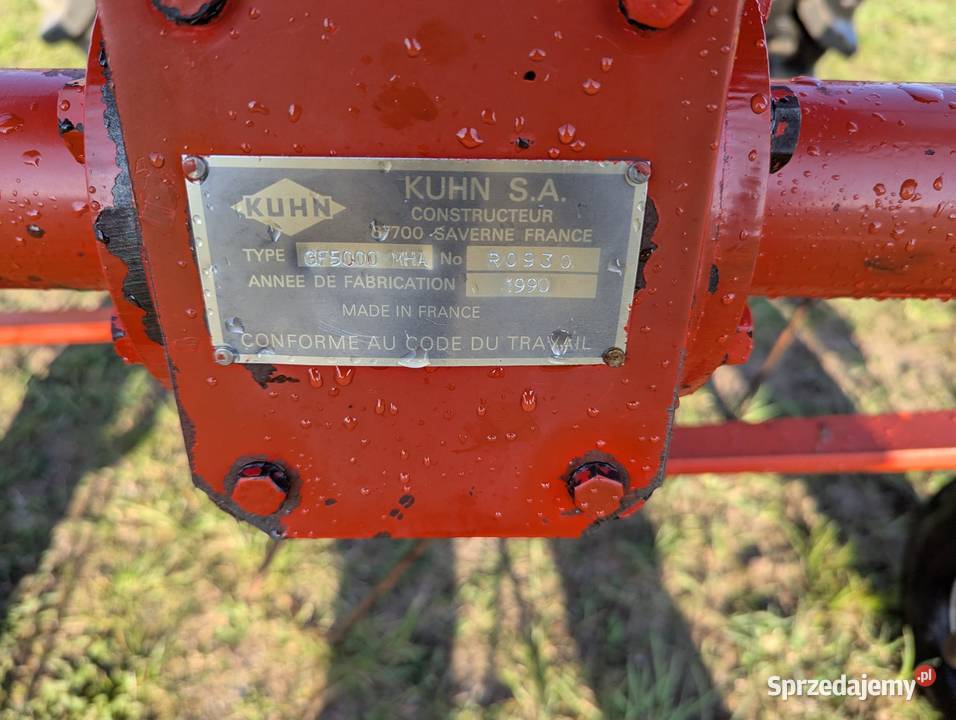 KUHN
KUHN S.A.
CONSTRUCTEUR
67700 SAVERNE FRANCE
TYPE GF5000 MHA No R0930
ANNEE DE FABRICATION 1990
MADE IN FRANCE
CONFORME AU CODE DU TRAVAIL
Sprzedajemy.pl